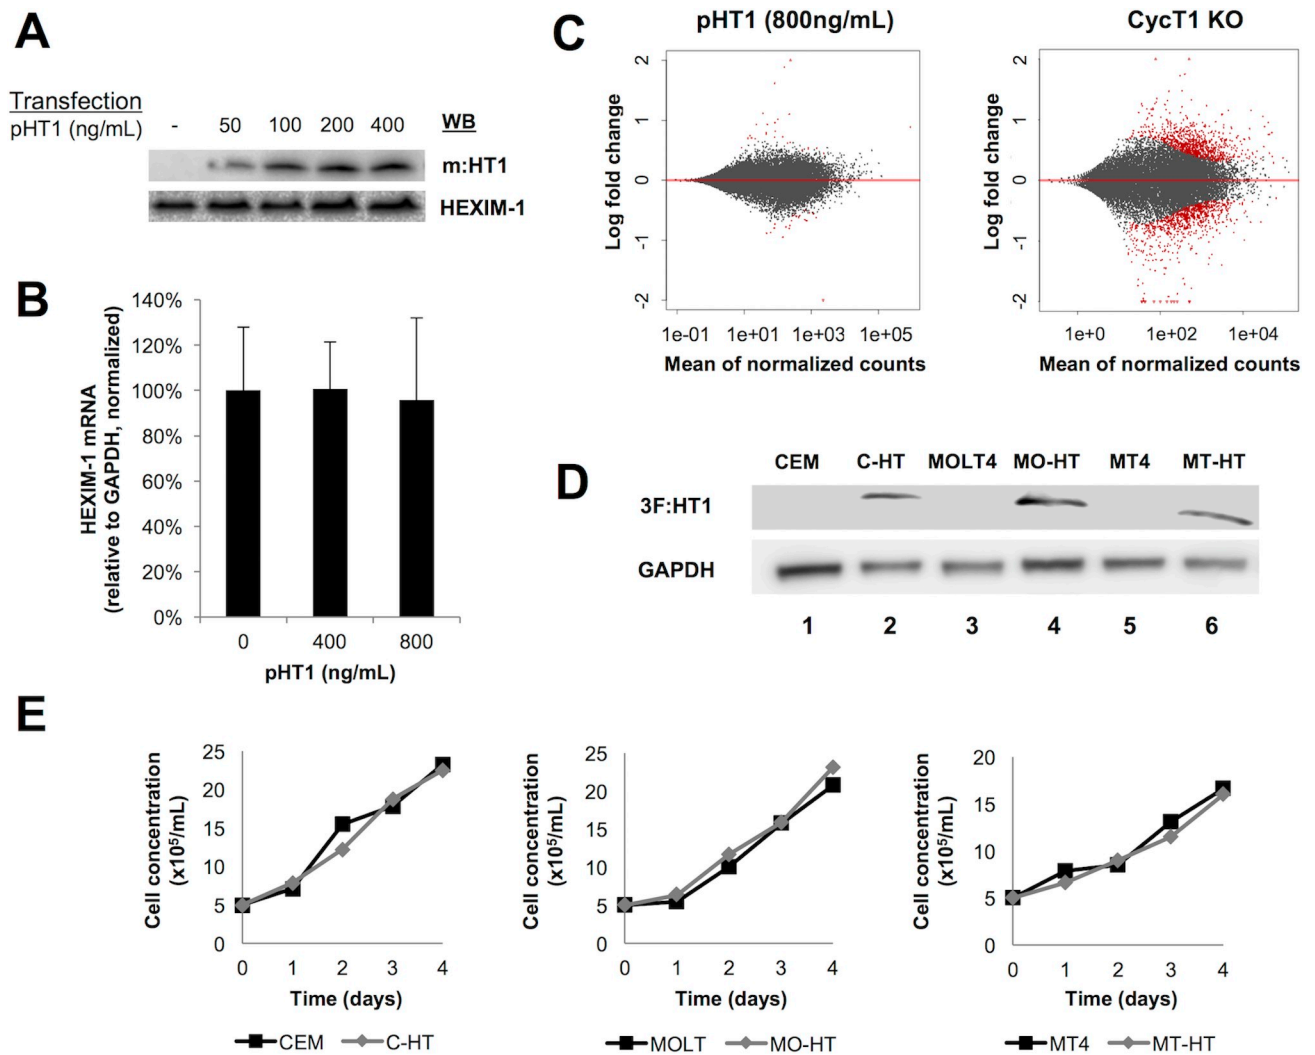 A
Transfection
pHT1 (ng/mL)
- 50 100 200 400 WB
m:HT1
HEXIM-1
B
HEXIM-1 mRNA
(relative to GAPDH, normalized)
140%
120%
100%
80%
60%
40%
20%
0%
0 400 800
pHT1 (ng/mL)
C
pHT1 (800ng/mL)
Log fold change
2
1
0
-1
-2
1e-01 1e+01 1e+03 1e+05
Mean of normalized counts
CycT1 KO
Log fold change
2
1
0
-1
-2
1e+0 1e+02 1e+04
Mean of normalized counts
D
CEM C-HT MOLT4 MO-HT MT4 MT-HT
3F:HT1
GAPDH
1 2 3 4 5 6
E
Cell concentration
(x10⁵/mL)
25
20
15
10
5
0
0 1 2 3 4
Time (days)
CEM C-HT
Cell concentration
(x10⁵/mL)
25
20
15
10
5
0
0 1 2 3 4
Time (days)
MOLT MO-HT
Cell concentration
(x10⁵/mL)
20
15
10
5
0
0 1 2 3 4
Time (days)
MT4 MT-HT